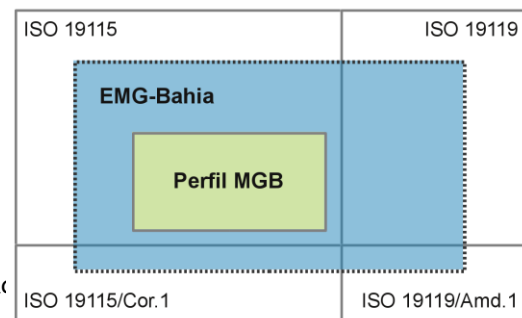 ISO 19115
ISO 19119
EMG-Bahia
Perfil MGB
ISO 19115/Cor.1
ISO 19119/Amd.1